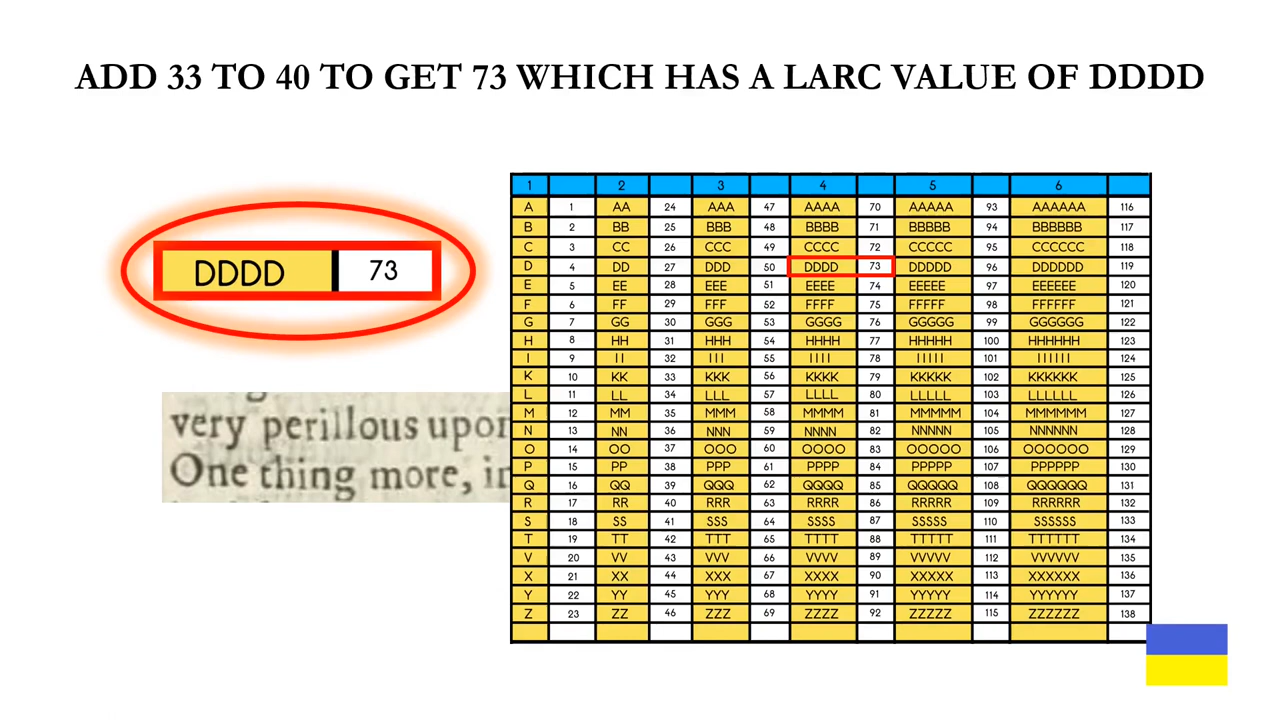 ADD 33 TO 40 TO GET 73 WHICH HAS A LARC VALUE OF DDDD
DDDD 73
very perillous upon
One thing more, in
1 2 3 4 5 6
A 1 AA 24 AAA 47 AAAA 70 AAAAA 93 AAAAAA 116
B 2 BB 25 BBB 48 BBBB 71 BBBBB 94 BBBBBB 117
C 3 CC 26 CCC 49 CCCC 72 CCCCC 95 CCCCCC 118
D 4 DD 27 DDD 50 DDDD 73 DDDDD 96 DDDDDD 119
E 5 EE 28 EEE 51 EEEE 74 EEEEE 97 EEEEEE 120
F 6 FF 29 FFF 52 FFFF 75 FFFFF 98 FFFFFF 121
G 7 GG 30 GGG 53 GGGG 76 GGGGG 99 GGGGGG 122
H 8 HH 31 HHH 54 HHHH 77 HHHHH 100 HHHHHH 123
I 9 II 32 III 55 IIII 78 IIIII 101 IIIIII 124
K 10 KK 33 KKK 56 KKKK 79 KKKKK 102 KKKKKK 125
L 11 LL 34 LLL 57 LLLL 80 LLLLL 103 LLLLLL 126
M 12 MM 35 MMM 58 MMMM 81 MMMMM 104 MMMMMM 127
N 13 NN 36 NNN 59 NNNN 82 NNNNN 105 NNNNNN 128
O 14 OO 37 OOO 60 OOOO 83 OOOOO 106 OOOOOO 129
P 15 PP 38 PPP 61 PPPP 84 PPPPP 107 PPPPPP 130
Q 16 QQ 39 QQQ 62 QQQQ 85 QQQQQ 108 QQQQQQ 131
R 17 RR 40 RRR 63 RRRR 86 RRRRR 109 RRRRRR 132
S 18 SS 41 SSS 64 SSSS 87 SSSSS 110 SSSSSS 133
T 19 TT 42 TTT 65 TTTT 88 TTTTT 111 TTTTTT 134
V 20 VV 43 VVV 66 VVVV 89 VVVVV 112 VVVVVV 135
X 21 XX 44 XXX 67 XXXX 90 XXXXX 113 XXXXXX 136
Y 22 YY 45 YYY 68 YYYY 91 YYYYY 114 YYYYYY 137
Z 23 ZZ 46 ZZZ 69 ZZZZ 92 ZZZZZ 115 ZZZZZZ 138